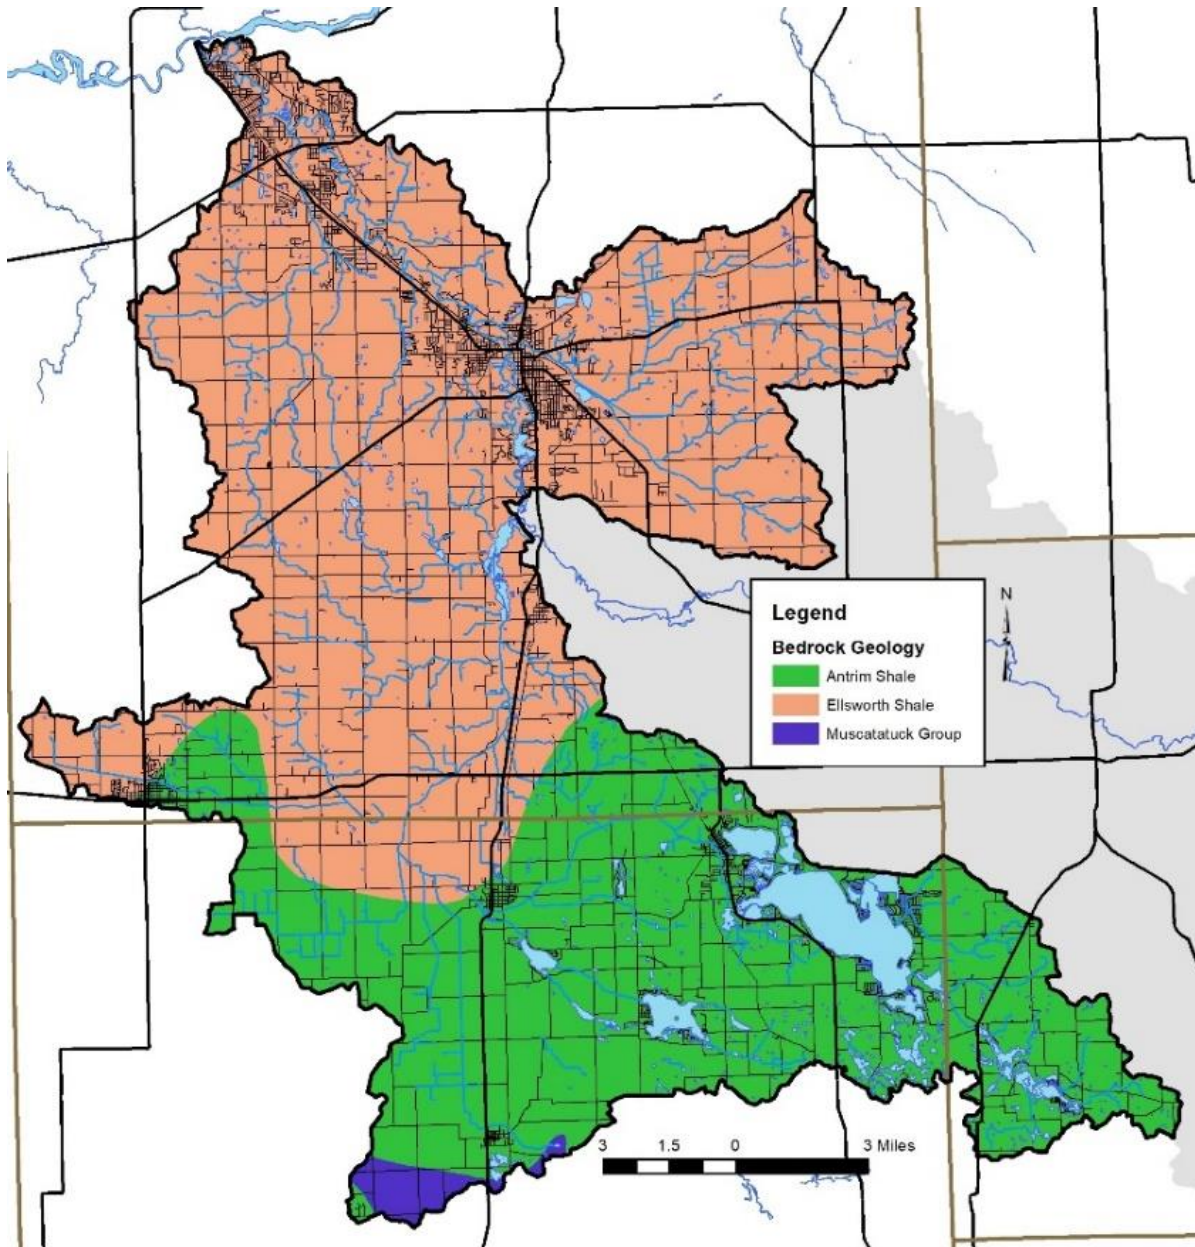 Legend
Bedrock Geology
Antrim Shale
Ellsworth Shale
Muscatatuck Group
N
3 1.5 0 3 Miles